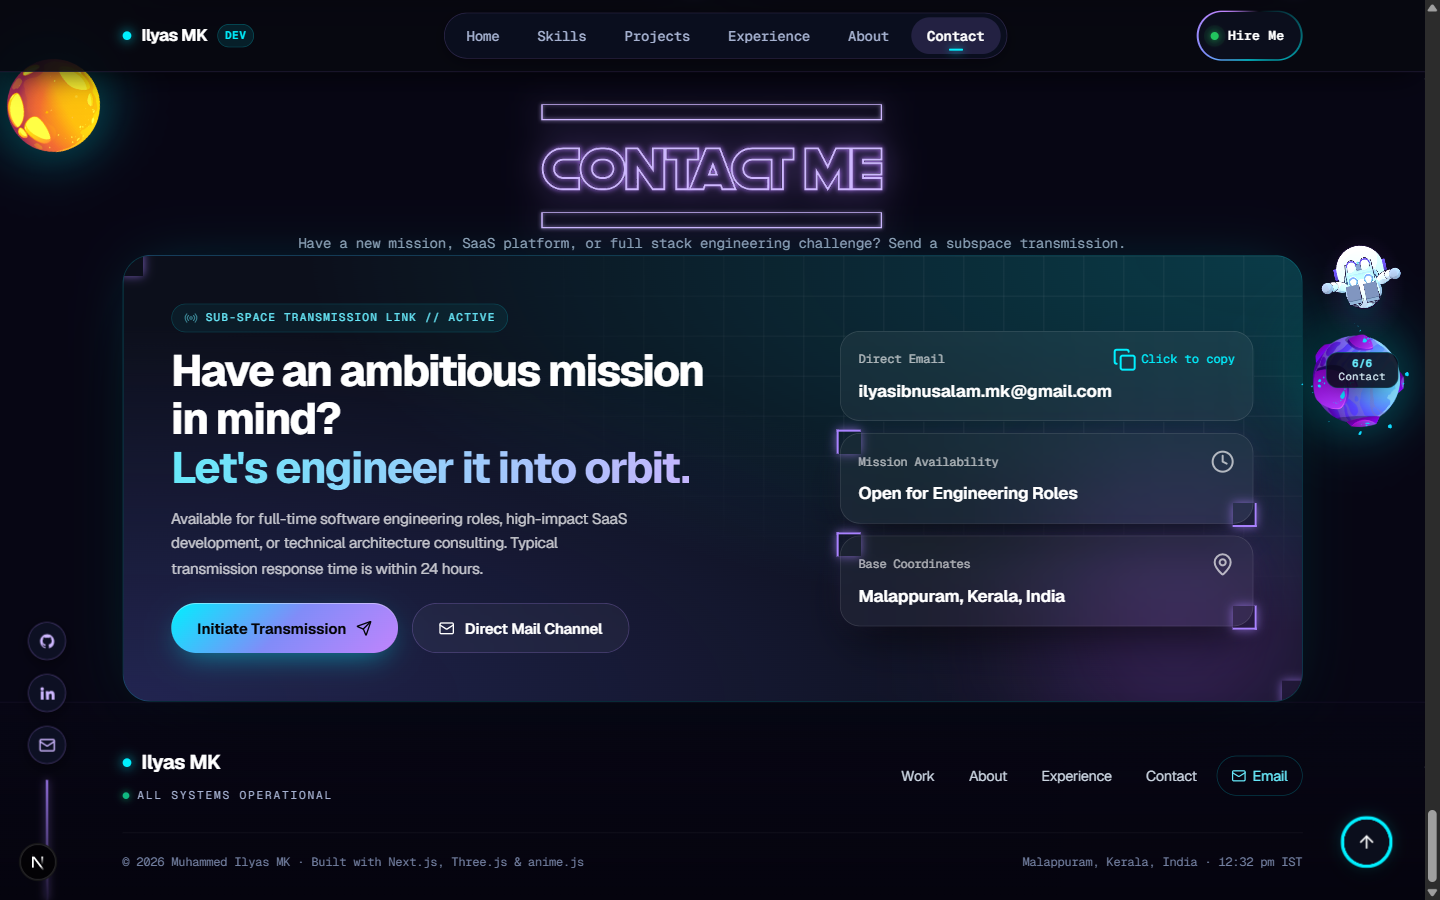 Ilyas MK DEV
Home Skills Projects Experience About Contact
Hire Me
CONTACT ME
Have a new mission, SaaS platform, or full stack engineering challenge? Send a subspace transmission.
SUB-SPACE TRANSMISSION LINK // ACTIVE
Have an ambitious mission
in mind?
Let's engineer it into orbit.
Available for full-time software engineering roles, high-impact SaaS
development, or technical architecture consulting. Typical
transmission response time is within 24 hours.
Initiate Transmission
Direct Mail Channel
Direct Email
Click to copy
ilyasibnusalam.mk@gmail.com
Mission Availability
Open for Engineering Roles
Base Coordinates
Malappuram, Kerala, India
6/6
Contact
Ilyas MK
ALL SYSTEMS OPERATIONAL
Work About Experience Contact Email
© 2026 Muhammed Ilyas MK · Built with Next.js, Three.js & anime.js
Malappuram, Kerala, India · 12:32 pm IST
in
N